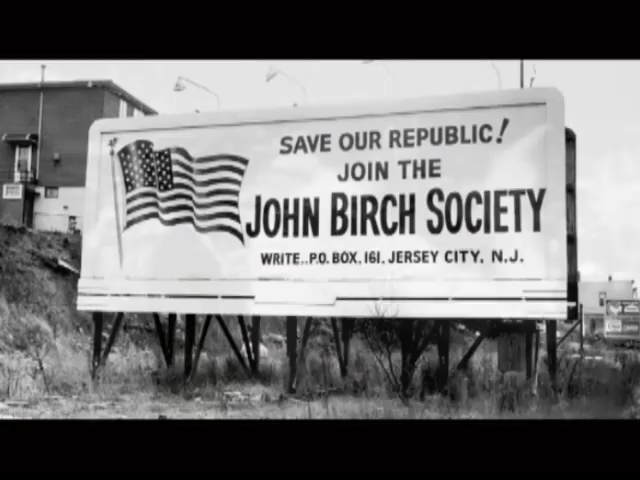 SAVE OUR REPUBLIC!
JOIN THE
JOHN BIRCH SOCIETY
WRITE..P.O. BOX, 161, JERSEY CITY, N.J.